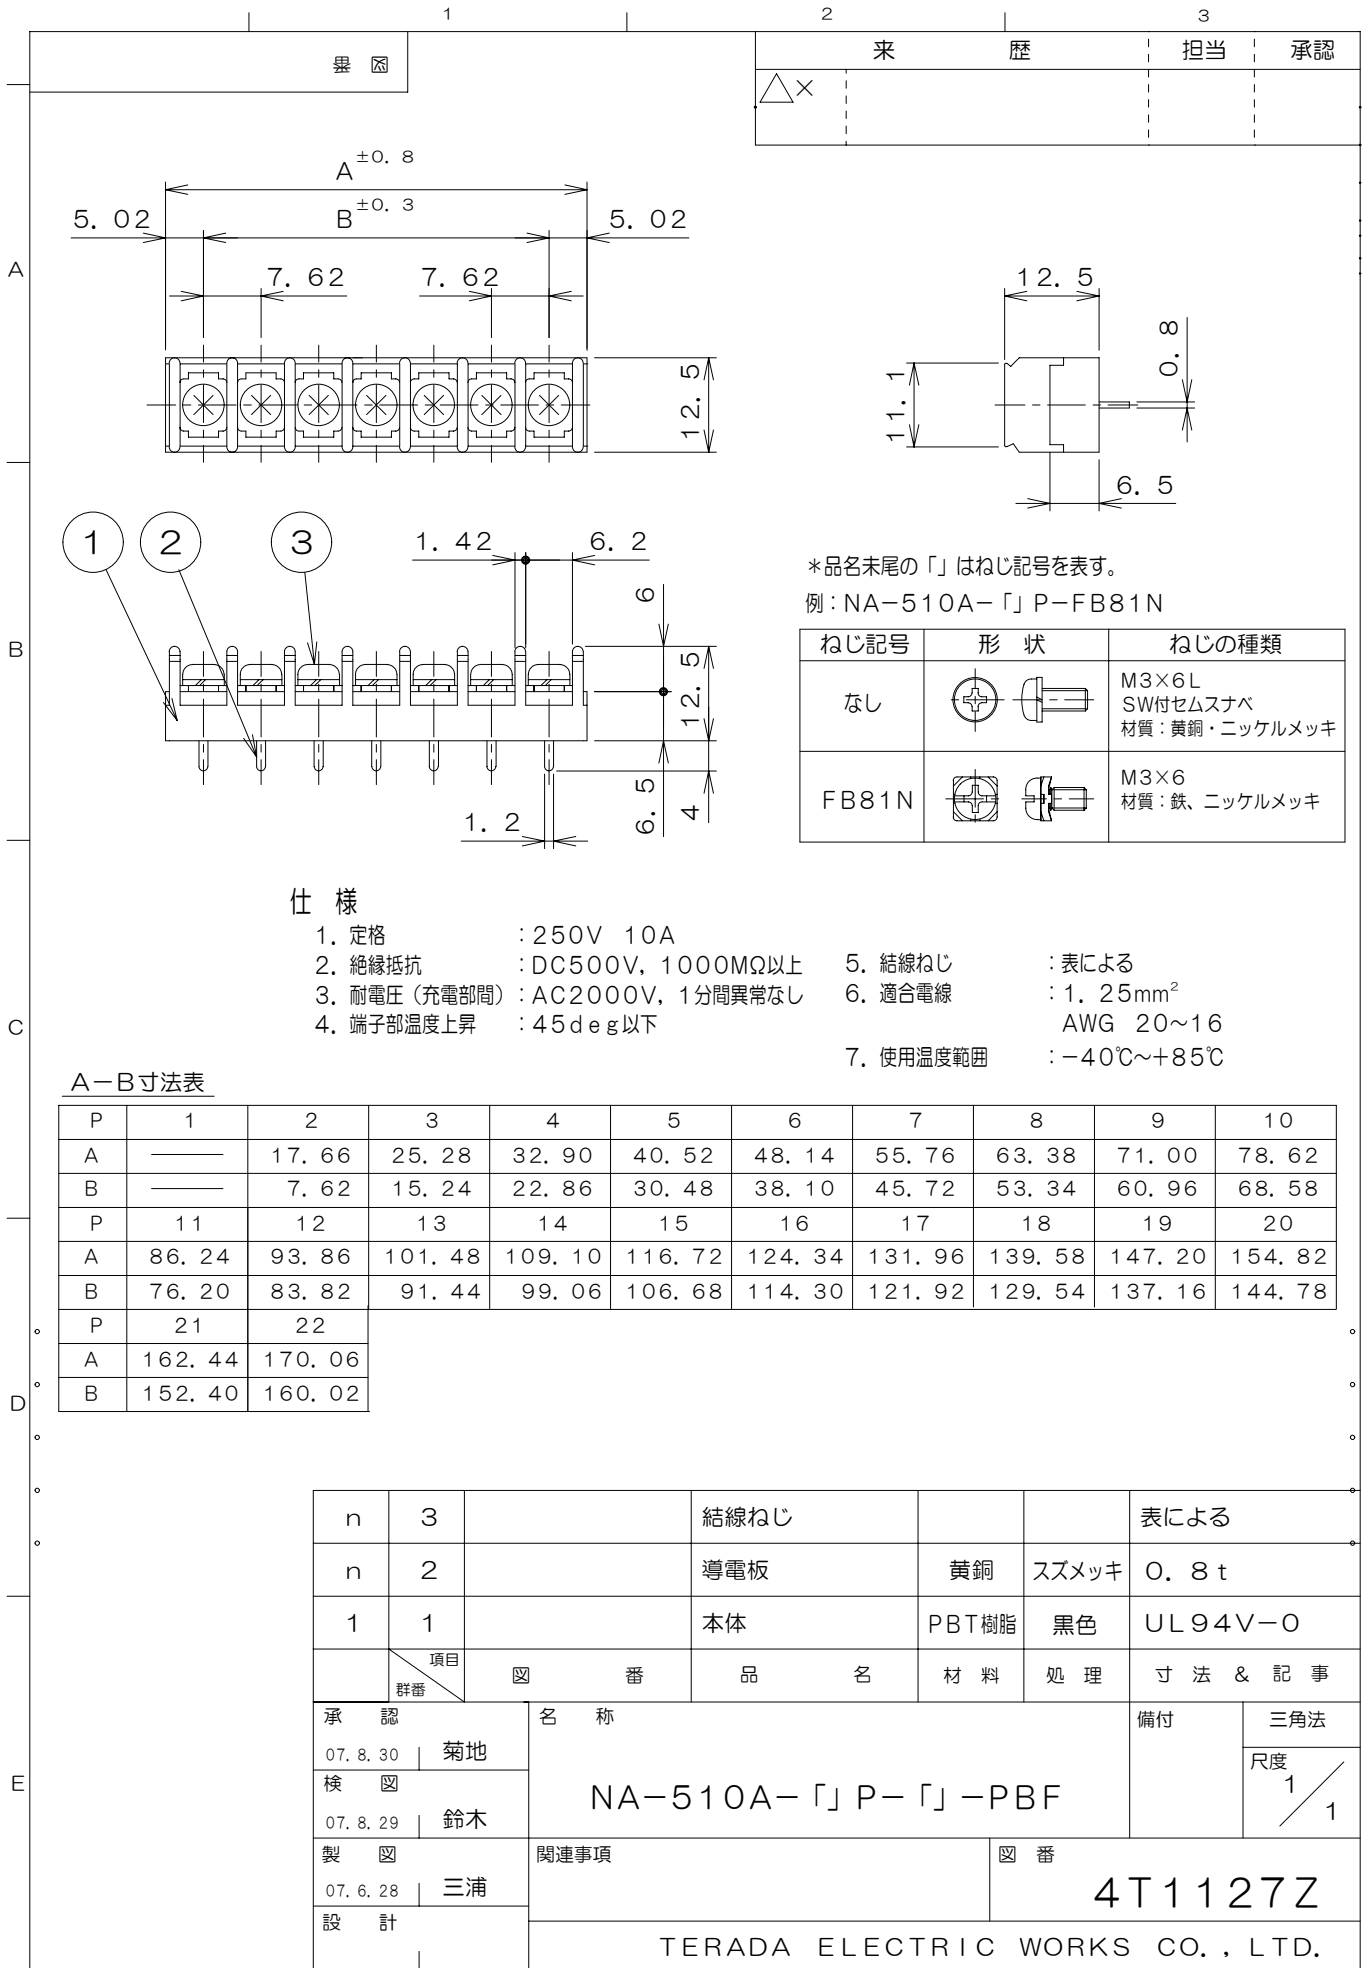 1 2 3
図番
来 歴 担当 承認
△×
A±0.8
B±0.3
5.02 5.02
7.62 7.62
12.5
12.5
11.1
0.8
6.5
A
B
C
D
E
1 2 3
1.42 6.2
6
12.5
6.5
4
1.2
*品名末尾の「」はねじ記号を表す。
例:NA-510A-「」P-FB81N
ねじ記号 形 状 ねじの種類
なし M3×6L
SW付セムスナベ
材質:黄銅・ニッケルメッキ
FB81N M3×6
材質:鉄、ニッケルメッキ
仕 様
1. 定格 :250V 10A
2. 絶縁抵抗 :DC500V, 1000MΩ以上
3. 耐電圧(充電部間):AC2000V, 1分間異常なし
4. 端子部温度上昇 :45deg以下
5. 結線ねじ :表による
6. 適合電線 :1.25mm²
AWG 20~16
7. 使用温度範囲 :-40℃~+85℃
A-B寸法表
P 1 2 3 4 5 6 7 8 9 10
A —— 17.66 25.28 32.90 40.52 48.14 55.76 63.38 71.00 78.62
B —— 7.62 15.24 22.86 30.48 38.10 45.72 53.34 60.96 68.58
P 11 12 13 14 15 16 17 18 19 20
A 86.24 93.86 101.48 109.10 116.72 124.34 131.96 139.58 147.20 154.82
B 76.20 83.82 91.44 99.06 106.68 114.30 121.92 129.54 137.16 144.78
P 21 22
A 162.44 170.06
B 152.40 160.02
n 3 結線ねじ 表による
n 2 導電板 黄銅 スズメッキ 0.8t
1 1 本体 PBT樹脂 黒色 UL94V-0
項目 群番 図 番 品 名 材 料 処 理 寸 法 & 記 事
承 認
07.8.30 菊地
検 図
07.8.29 鈴木
製 図
07.6.28 三浦
設 計
名 称
NA-510A-「」P-「」-PBF
備付 三角法
尺度 1/1
関連事項
図 番
4T1127Z
TERADA ELECTRIC WORKS CO., LTD.